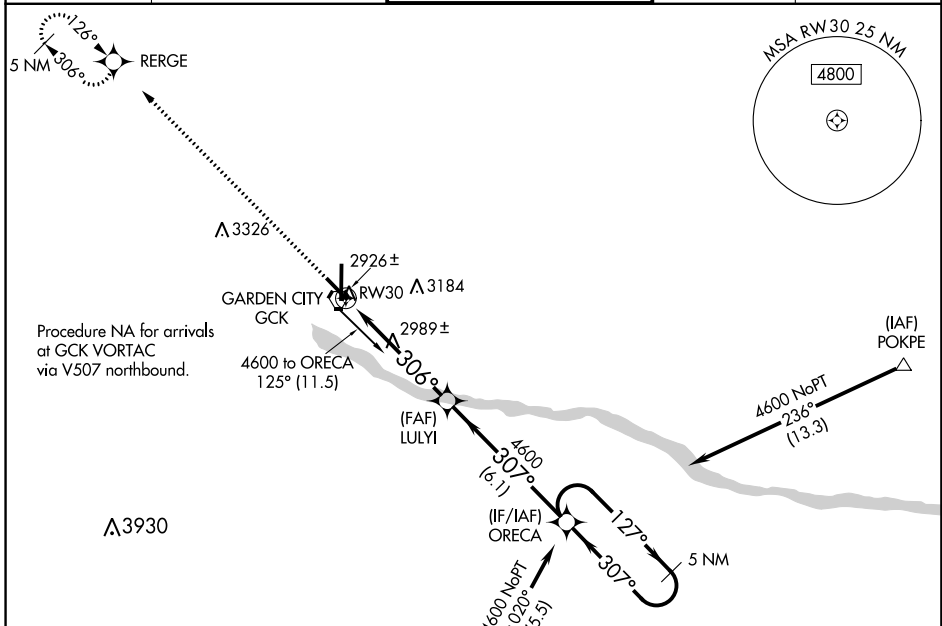 126°
306°
5 NM
RERGE
MSA RW30 25 NM
4800
3326
2926±
RW30
3184
GARDEN CITY
GCK
2989±
Procedure NA for arrivals
at GCK VORTAC
via V507 northbound.
4600 to ORECA
125° (11.5)
306°
(IAF)
POKPE
4600 NoPT
236°
(13.3)
(FAF)
LULYI
4600
307°
(6.1)
3930
(IF/IAF)
ORECA
127°
307°
5 NM
4600 NoPT
020°
5.5)